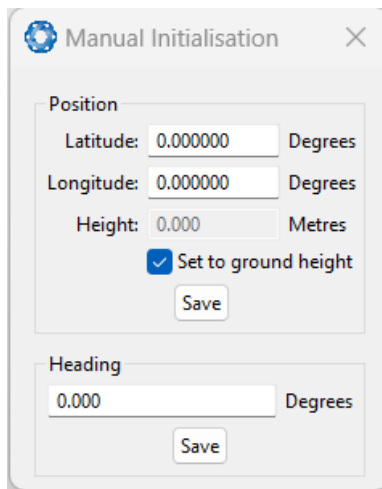 Manual Initialisation
Position
Latitude: 0.000000 Degrees
Longitude: 0.000000 Degrees
Height: 0.000 Metres
Set to ground height
Save
Heading
0.000 Degrees
Save